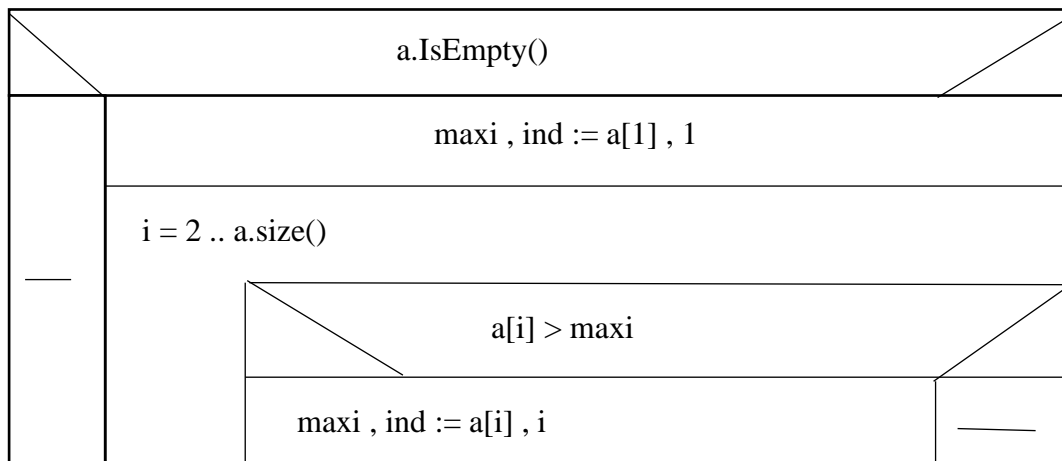 a.IsEmpty()
maxi , ind := a[1] , 1
i = 2 .. a.size()
a[i] > maxi
maxi , ind := a[i] , i